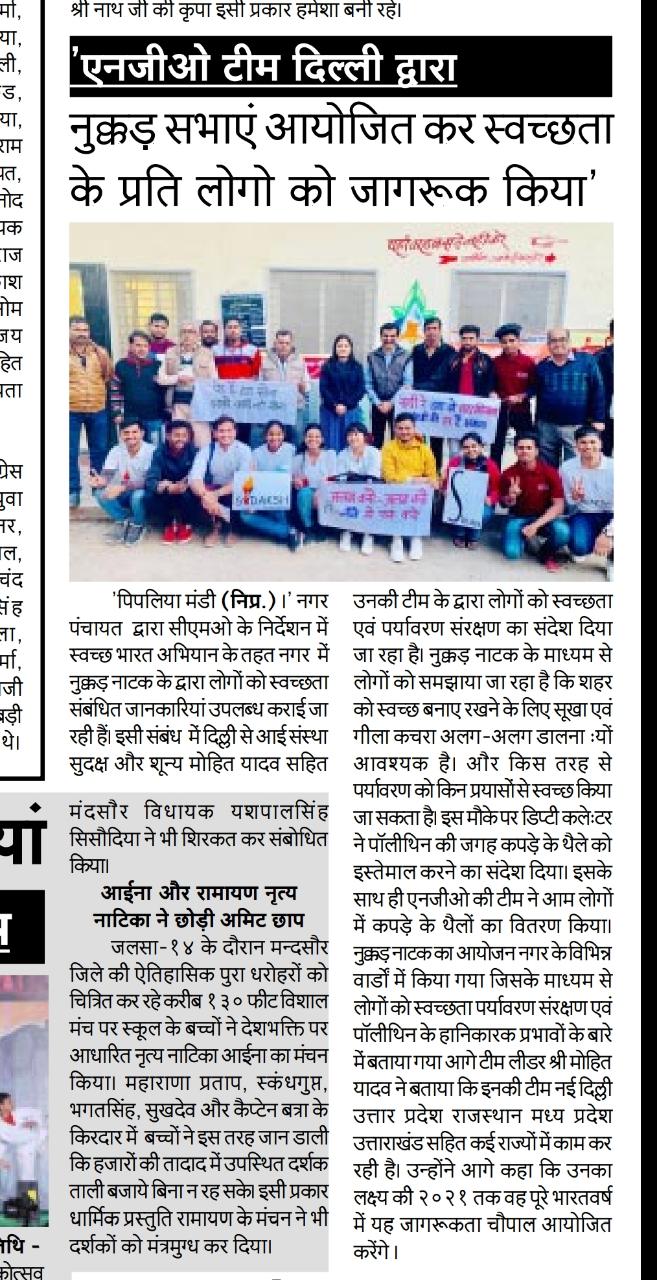 श्री नाथ जी की कृपा इसी प्रकार हमेशा बनी रहे।
'एनजीओ टीम दिल्ली द्वारा
नुक्कड़ सभाएं आयोजित कर स्वच्छता
के प्रति लोगो को जागरूक किया'
SUDAKSH
'पिपलिया मंडी (निप्र.)।' नगर
पंचायत द्वारा सीएमओ के निर्देशन में
स्वच्छ भारत अभियान के तहत नगर में
नुक्कड़ नाटक के द्वारा लोगों को स्वच्छता
संबंधित जानकारियां उपलब्ध कराई जा
रही हैं। इसी संबंध में दिल्ली से आई संस्था
सुदक्ष और शून्य मोहित यादव सहित
उनकी टीम के द्वारा लोगों को स्वच्छता
एवं पर्यावरण संरक्षण का संदेश दिया
जा रहा है। नुक्कड़ नाटक के माध्यम से
लोगों को समझाया जा रहा है कि शहर
को स्वच्छ बनाए रखने के लिए सूखा एवं
गीला कचरा अलग-अलग डालना :यों
आवश्यक है। और किस तरह से
पर्यावरण को किन प्रयासों से स्वच्छ किया
जा सकता है। इस मौके पर डिप्टी कले:टर
ने पॉलीथिन की जगह कपड़े के थैले को
इस्तेमाल करने का संदेश दिया। इसके
साथ ही एनजीओ की टीम ने आम लोगों
में कपड़े के थैलों का वितरण किया।
नुक्कड़ नाटक का आयोजन नगर के विभिन्न
वार्डों में किया गया जिसके माध्यम से
लोगों को स्वच्छता पर्यावरण संरक्षण एवं
पॉलीथिन के हानिकारक प्रभावों के बारे
में बताया गया आगे टीम लीडर श्री मोहित
यादव ने बताया कि इनकी टीम नई दिल्ली
उत्तार प्रदेश राजस्थान मध्य प्रदेश
उत्ताराखंड सहित कई राज्यों में काम कर
रही है। उन्होंने आगे कहा कि उनका
लक्ष्य की २०२१ तक वह पूरे भारतवर्ष
में यह जागरूकता चौपाल आयोजित
करेंगे ।
मंदसौर विधायक यशपालसिंह
सिसौदिया ने भी शिरकत कर संबोधित
किया।
आईना और रामायण नृत्य
नाटिका ने छोड़ी अमिट छाप
जलसा-१४ के दौरान मन्दसौर
जिले की ऐतिहासिक पुरा धरोहरों को
चित्रित कर रहे करीब १३० फीट विशाल
मंच पर स्कूल के बच्चों ने देशभक्ति पर
आधारित नृत्य नाटिका आईना का मंचन
किया। महाराणा प्रताप, स्कंधगुप्त,
भगतसिंह, सुखदेव और कैप्टेन बत्रा के
किरदार में बच्चों ने इस तरह जान डाली
कि हजारों की तादाद में उपस्थित दर्शक
ताली बजाये बिना न रह सके। इसी प्रकार
धार्मिक प्रस्तुति रामायण के मंचन ने भी
दर्शकों को मंत्रमुग्ध कर दिया।